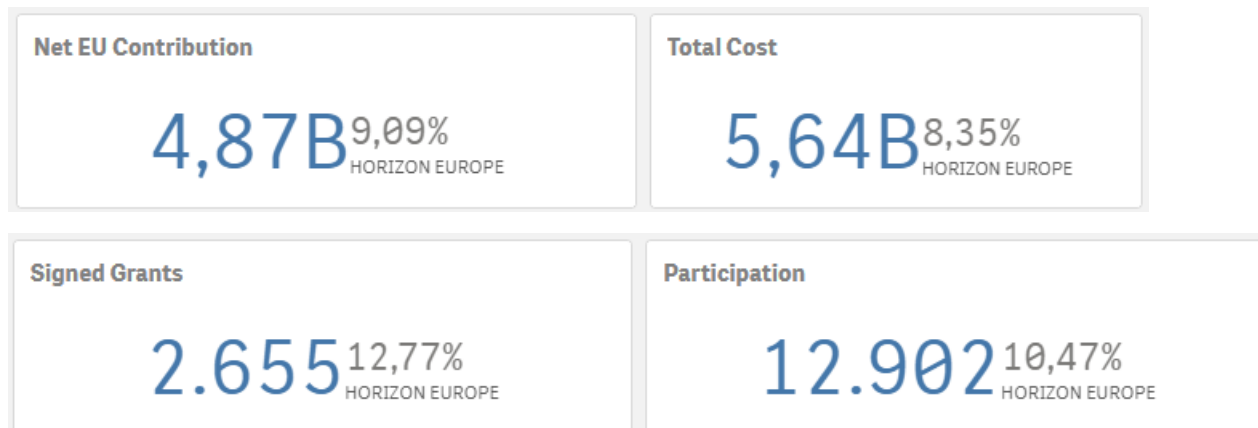 Net EU Contribution
4,87B 9,09%
HORIZON EUROPE
Total Cost
5,64B 8,35%
HORIZON EUROPE
Signed Grants
2.655 12,77%
HORIZON EUROPE
Participation
12.902 10,47%
HORIZON EUROPE